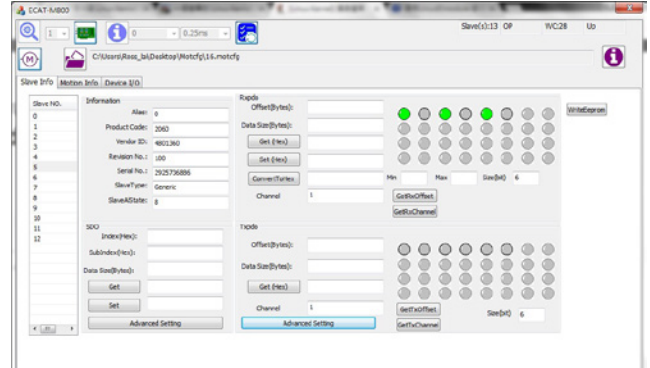 ECAT-M800
1 0 0.25ms Slave(s):13 OP WC:28 Uo
C:\Users\Ross_lai\Desktop\Motcfg\16.motcfg
Slave Info Motion Info Device I/O
Slave NO.
0
1
2
3
4
5
6
7
8
9
10
11
12
Information
Alias: 0
Product Code: 2060
Vendor ID: 4801360
Revision No.: 100
Serial No.: 2925736886
SlaveType: Generic
SlaveAlState: 8
SDO
Index(Hex):
SubIndex(Hex):
Data Size(Bytes):
Get
Set
Advanced Setting
Rxpdo
Offset(Bytes):
Data Size(Bytes):
Get (Hex)
Set (Hex)
ConvertToHex
Channel 1
Min Max Size(bit) 6
GetRxOffset
GetRxChannel
WriteEeprom
Txpdo
Offset(Bytes):
Data Size(Bytes):
Get (Hex)
Channel 1
Advanced Setting
GetTxOffset
GetTxChannel
Size(bit) 6